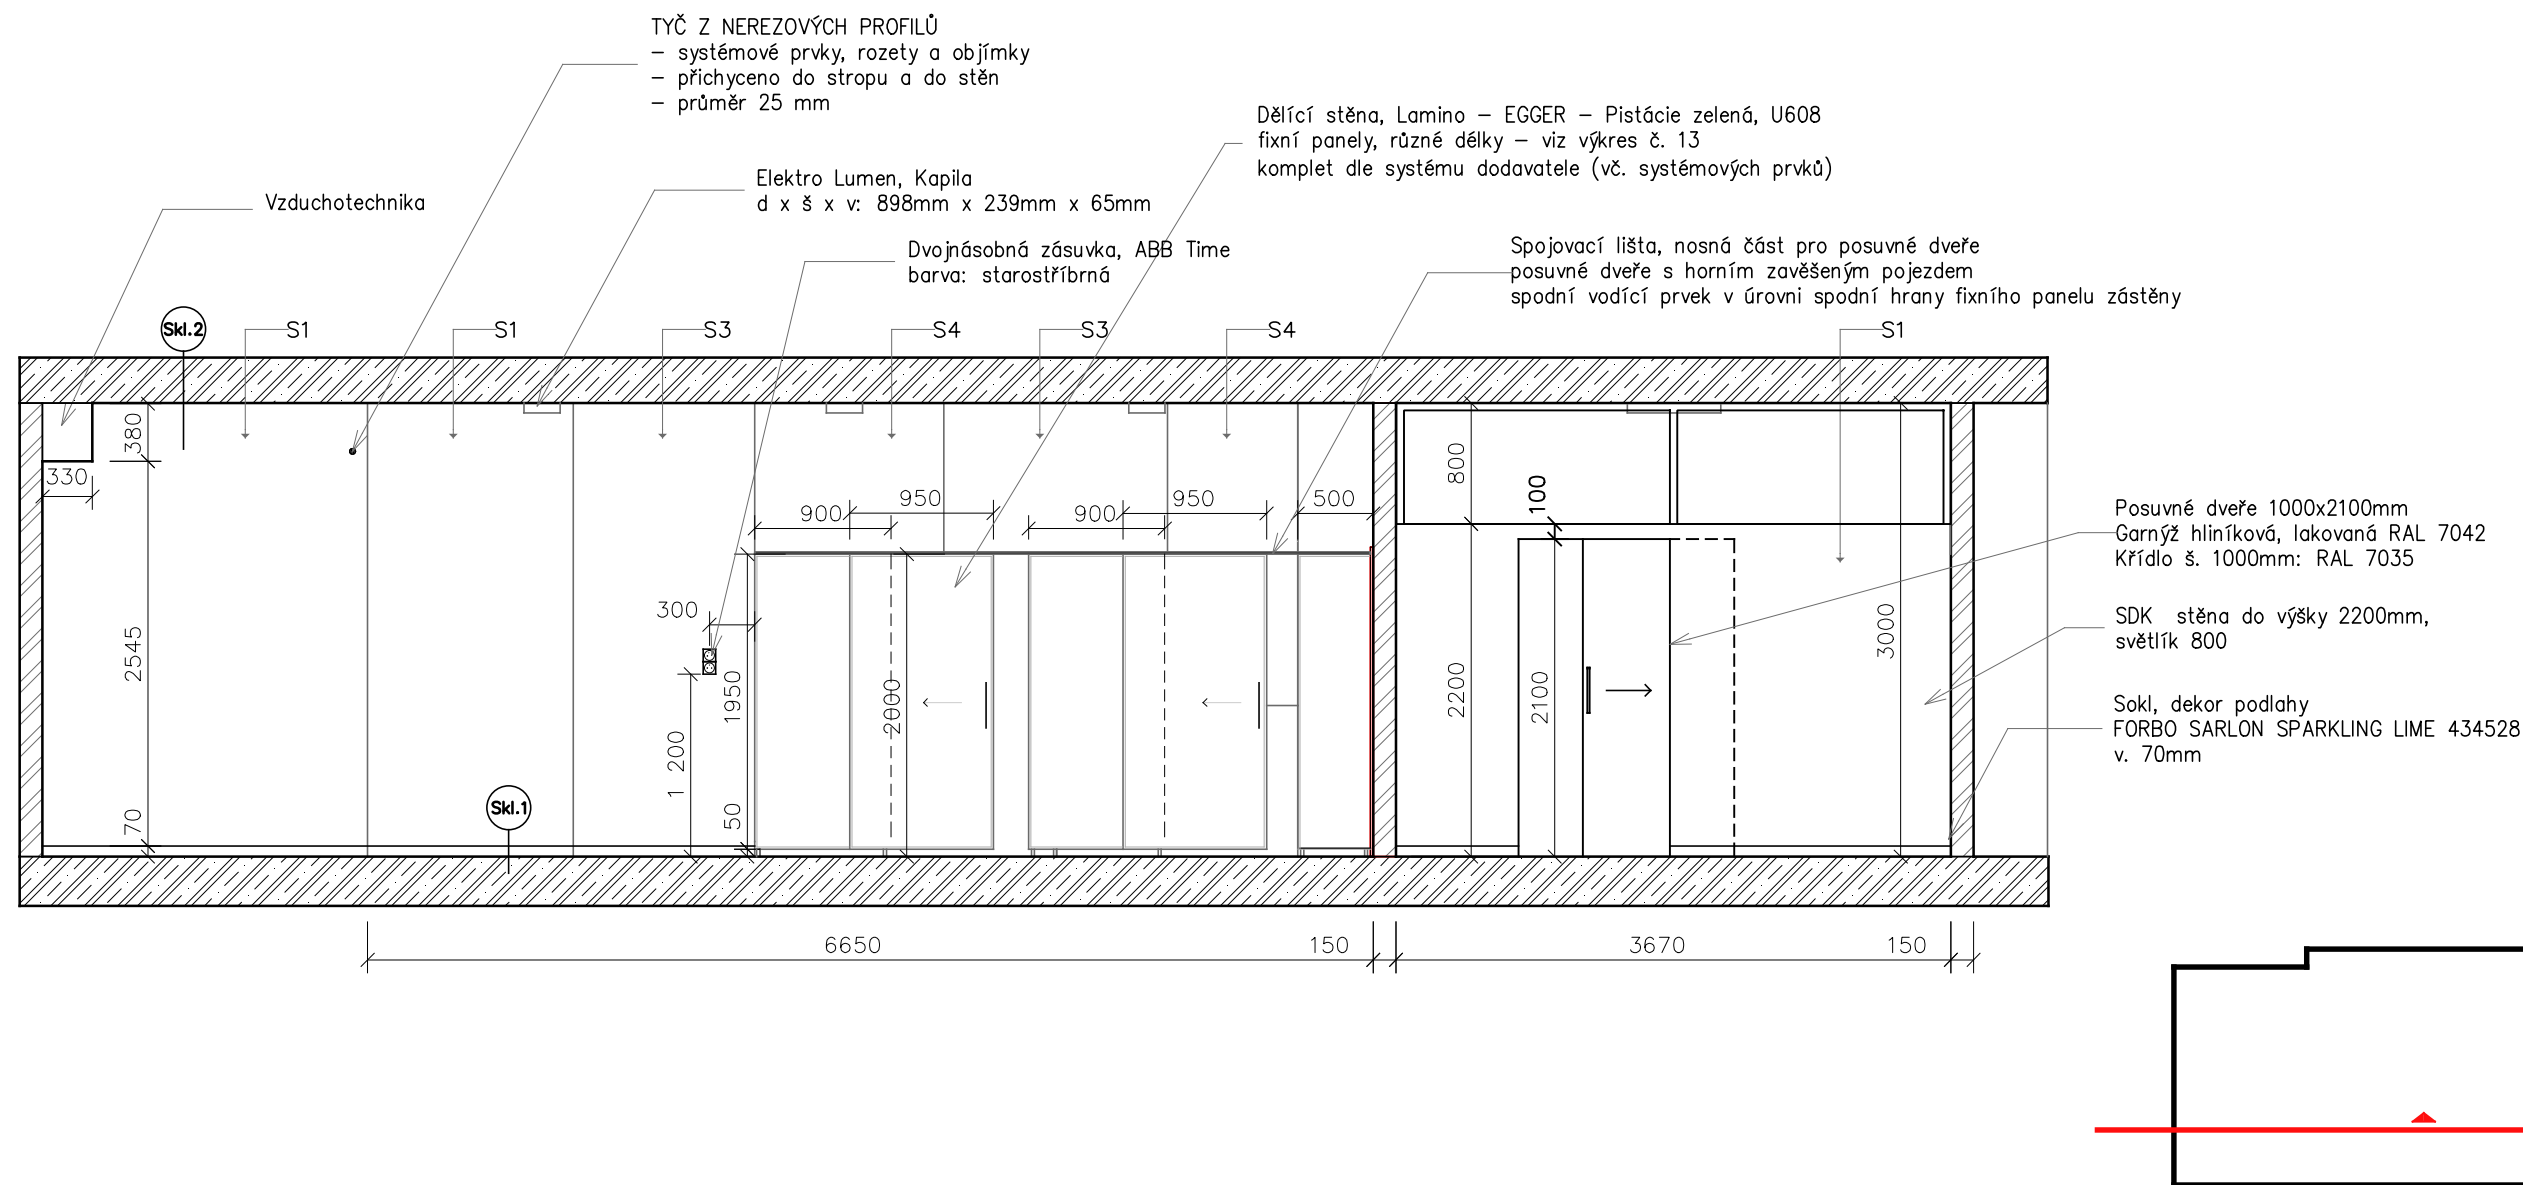 TYČ Z NEREZOVÝCH PROFILŮ
– systémové prvky, rozety a objímky
– přichyceno do stropu a do stěn
– průměr 25 mm
Dělící stěna, Lamino – EGGER – Pistácie zelená, U608
fixní panely, různé délky – viz výkres č. 13
komplet dle systému dodavatele (vč. systémových prvků)
Elektro Lumen, Kapila
d x š x v: 898mm x 239mm x 65mm
Vzduchotechnika
Dvojnásobná zásuvka, ABB Time
barva: starostříbrná
Spojovací lišta, nosná část pro posuvné dveře
posuvné dveře s horním zavěšeným pojezdem
spodní vodící prvek v úrovni spodní hrany fixního panelu zástěny
Skl.2
S1
S1
S3
S4
S3
S4
S1
380
330
2545
70
900
950
900
950
500
300
1950
2000
1 200
50
Skl.1
800
100
2200
2100
3000
Posuvné dveře 1000x2100mm
Garnýž hliníková, lakovaná RAL 7042
Křídlo š. 1000mm: RAL 7035
SDK stěna do výšky 2200mm,
světlík 800
Sokl, dekor podlahy
FORBO SARLON SPARKLING LIME 434528
v. 70mm
6650
150
3670
150